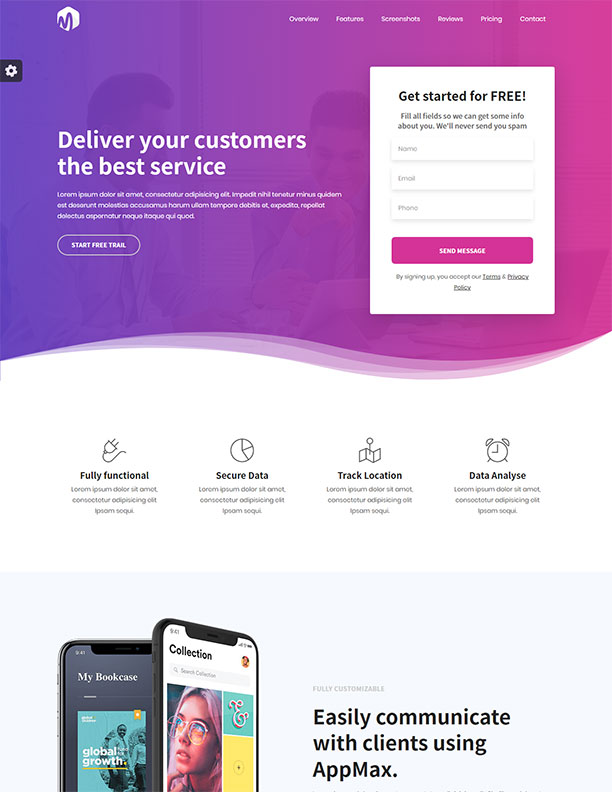 Overview Features Screenshots Reviews Pricing Contact
Deliver your customers
the best service
Lorem ipsum dolor sit amet, consectetur adipisicing elit. Impedit nihil tenetur minus quidem
est deserunt molestias accusamus harum ullam tempore debitis et, expedita, repellat
delectus aspernatur neque itaque qui quod.
START FREE TRAIL
Get started for FREE!
Fill all fields so we can get some info
about you. We'll never send you spam
Name
Email
Phone
SEND MESSAGE
By signing up, you accept our Terms & Privacy
Policy
Fully functional
Lorem ipsum dolor sit amet,
consectetur adipisicing elit
Ipsam sequi.
Secure Data
Lorem ipsum dolor sit amet,
consectetur adipisicing elit
Ipsam sequi.
Track Location
Lorem ipsum dolor sit amet,
consectetur adipisicing elit
Ipsam sequi.
Data Analyse
Lorem ipsum dolor sit amet,
consectetur adipisicing elit
Ipsam sequi.
9:41
My Bookcase
global
growth.
9:41
Collection
Search Collection
FULLY CUSTOMIZABLE
Easily communicate
with clients using
AppMax.